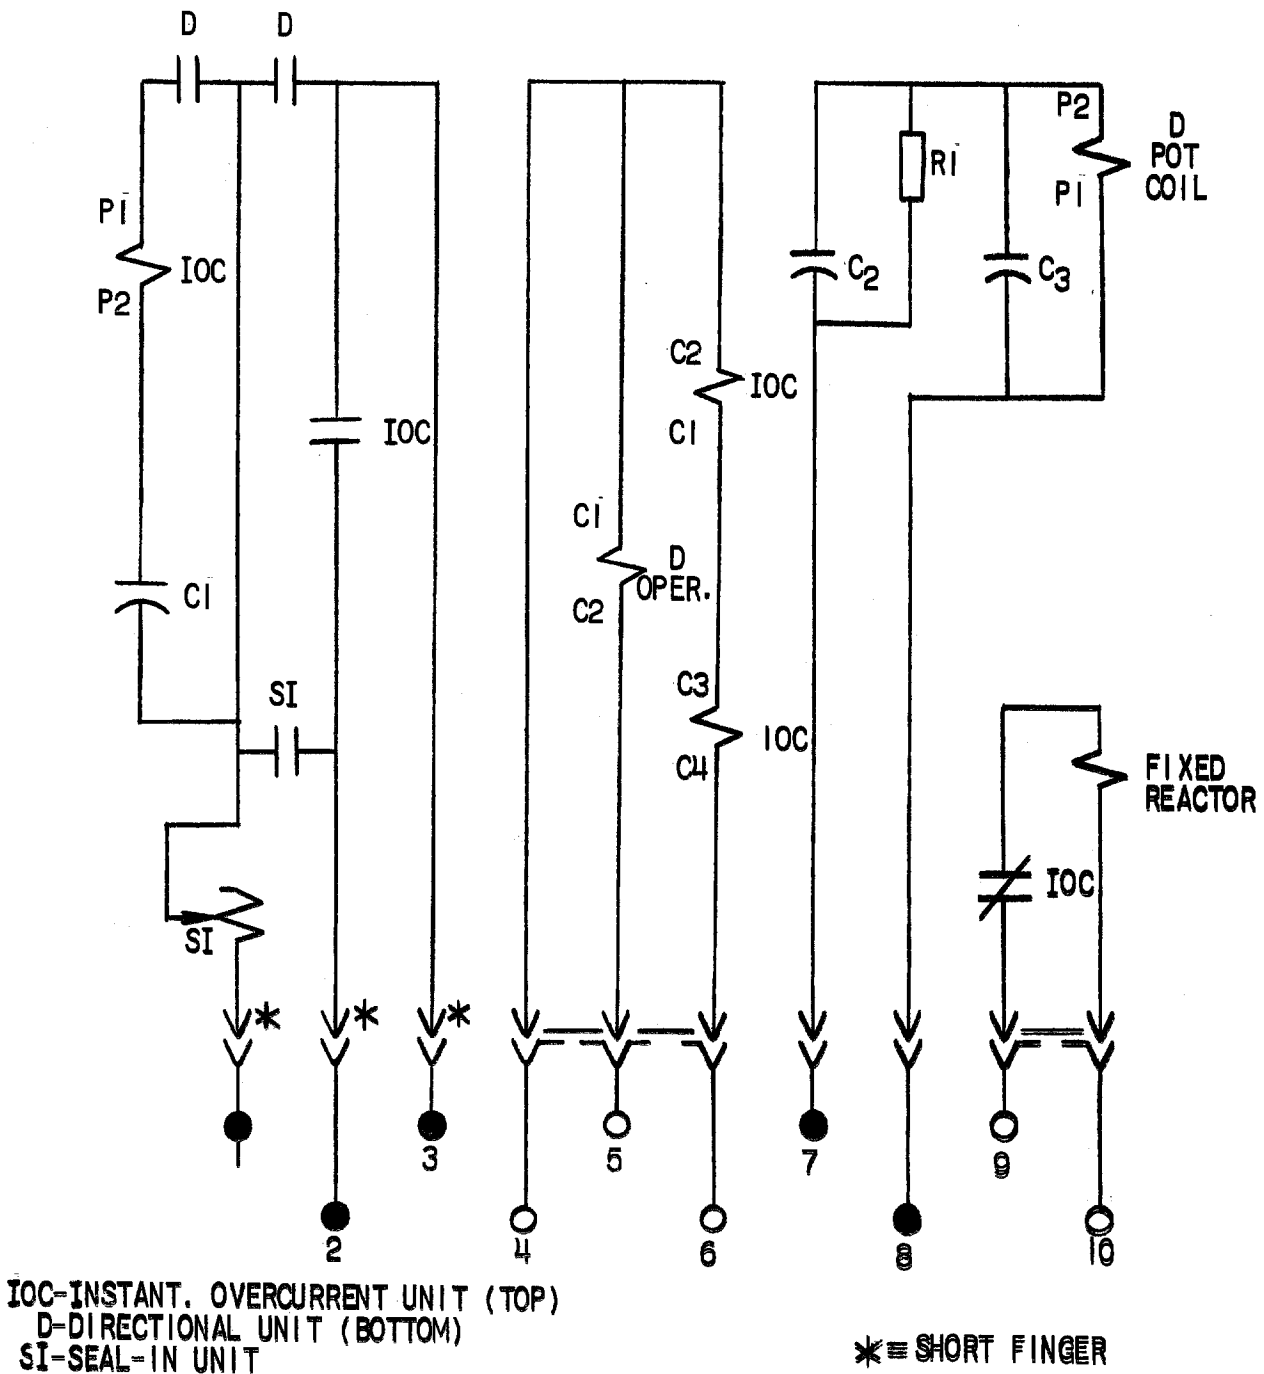 D D
P2
D
POT
COIL
R1
P1
P1
IOC
P2
C2
C3
C2
IOC
C1
IOC
C1
D
OPER.
C2
C1
SI
C3
IOC
C4
FIXED
REACTOR
IOC
SI
* * *
3 5 7 9
2 4 6 8 10
IOC-INSTANT. OVERCURRENT UNIT (TOP)
D-DIRECTIONAL UNIT (BOTTOM)
SI-SEAL-IN UNIT
*≡ SHORT FINGER